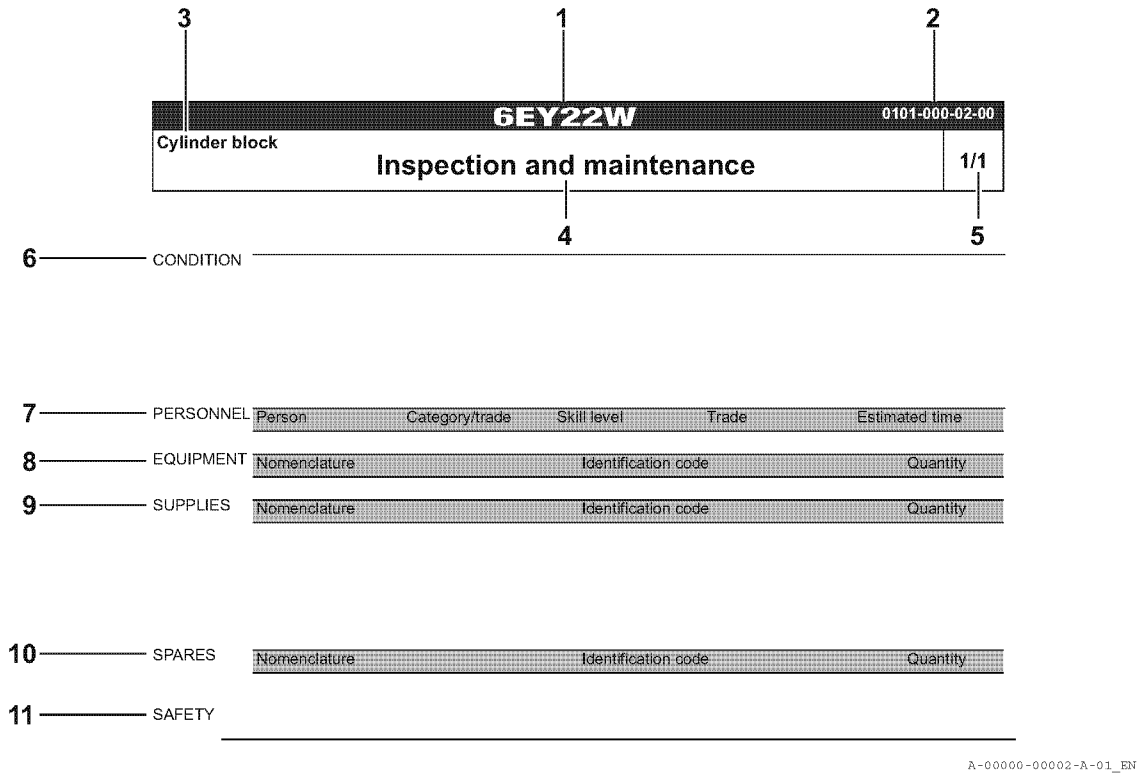 3 1 2
6EY22W 0101-000-02-00
Cylinder block
Inspection and maintenance 1/1
4 5
6 CONDITION
7 PERSONNEL Person Category/trade Skill level Trade Estimated time
8 EQUIPMENT Nomenclature Identification code Quantity
9 SUPPLIES Nomenclature Identification code Quantity
10 SPARES Nomenclature Identification code Quantity
11 SAFETY
A-00000-00002-A-01_EN